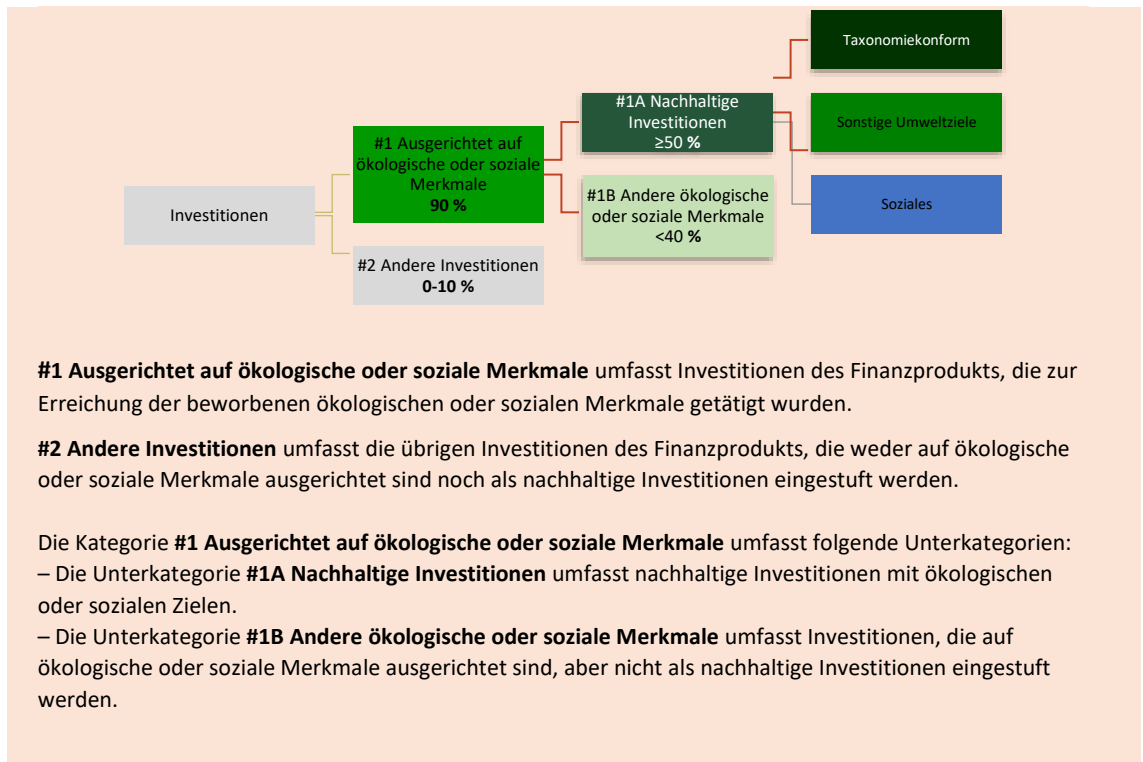 Taxonomiekonform
#1A Nachhaltige
Investitionen
≥50 %
Sonstige Umweltziele
#1 Ausgerichtet auf
ökologische oder soziale
Merkmale
90 %
#1B Andere ökologische
oder soziale Merkmale
<40 %
Soziales
Investitionen
#2 Andere Investitionen
0-10 %
#1 Ausgerichtet auf ökologische oder soziale Merkmale umfasst Investitionen des Finanzprodukts, die zur
Erreichung der beworbenen ökologischen oder sozialen Merkmale getätigt wurden.
#2 Andere Investitionen umfasst die übrigen Investitionen des Finanzprodukts, die weder auf ökologische
oder soziale Merkmale ausgerichtet sind noch als nachhaltige Investitionen eingestuft werden.
Die Kategorie #1 Ausgerichtet auf ökologische oder soziale Merkmale umfasst folgende Unterkategorien:
– Die Unterkategorie #1A Nachhaltige Investitionen umfasst nachhaltige Investitionen mit ökologischen
oder sozialen Zielen.
– Die Unterkategorie #1B Andere ökologische oder soziale Merkmale umfasst Investitionen, die auf
ökologische oder soziale Merkmale ausgerichtet sind, aber nicht als nachhaltige Investitionen eingestuft
werden.